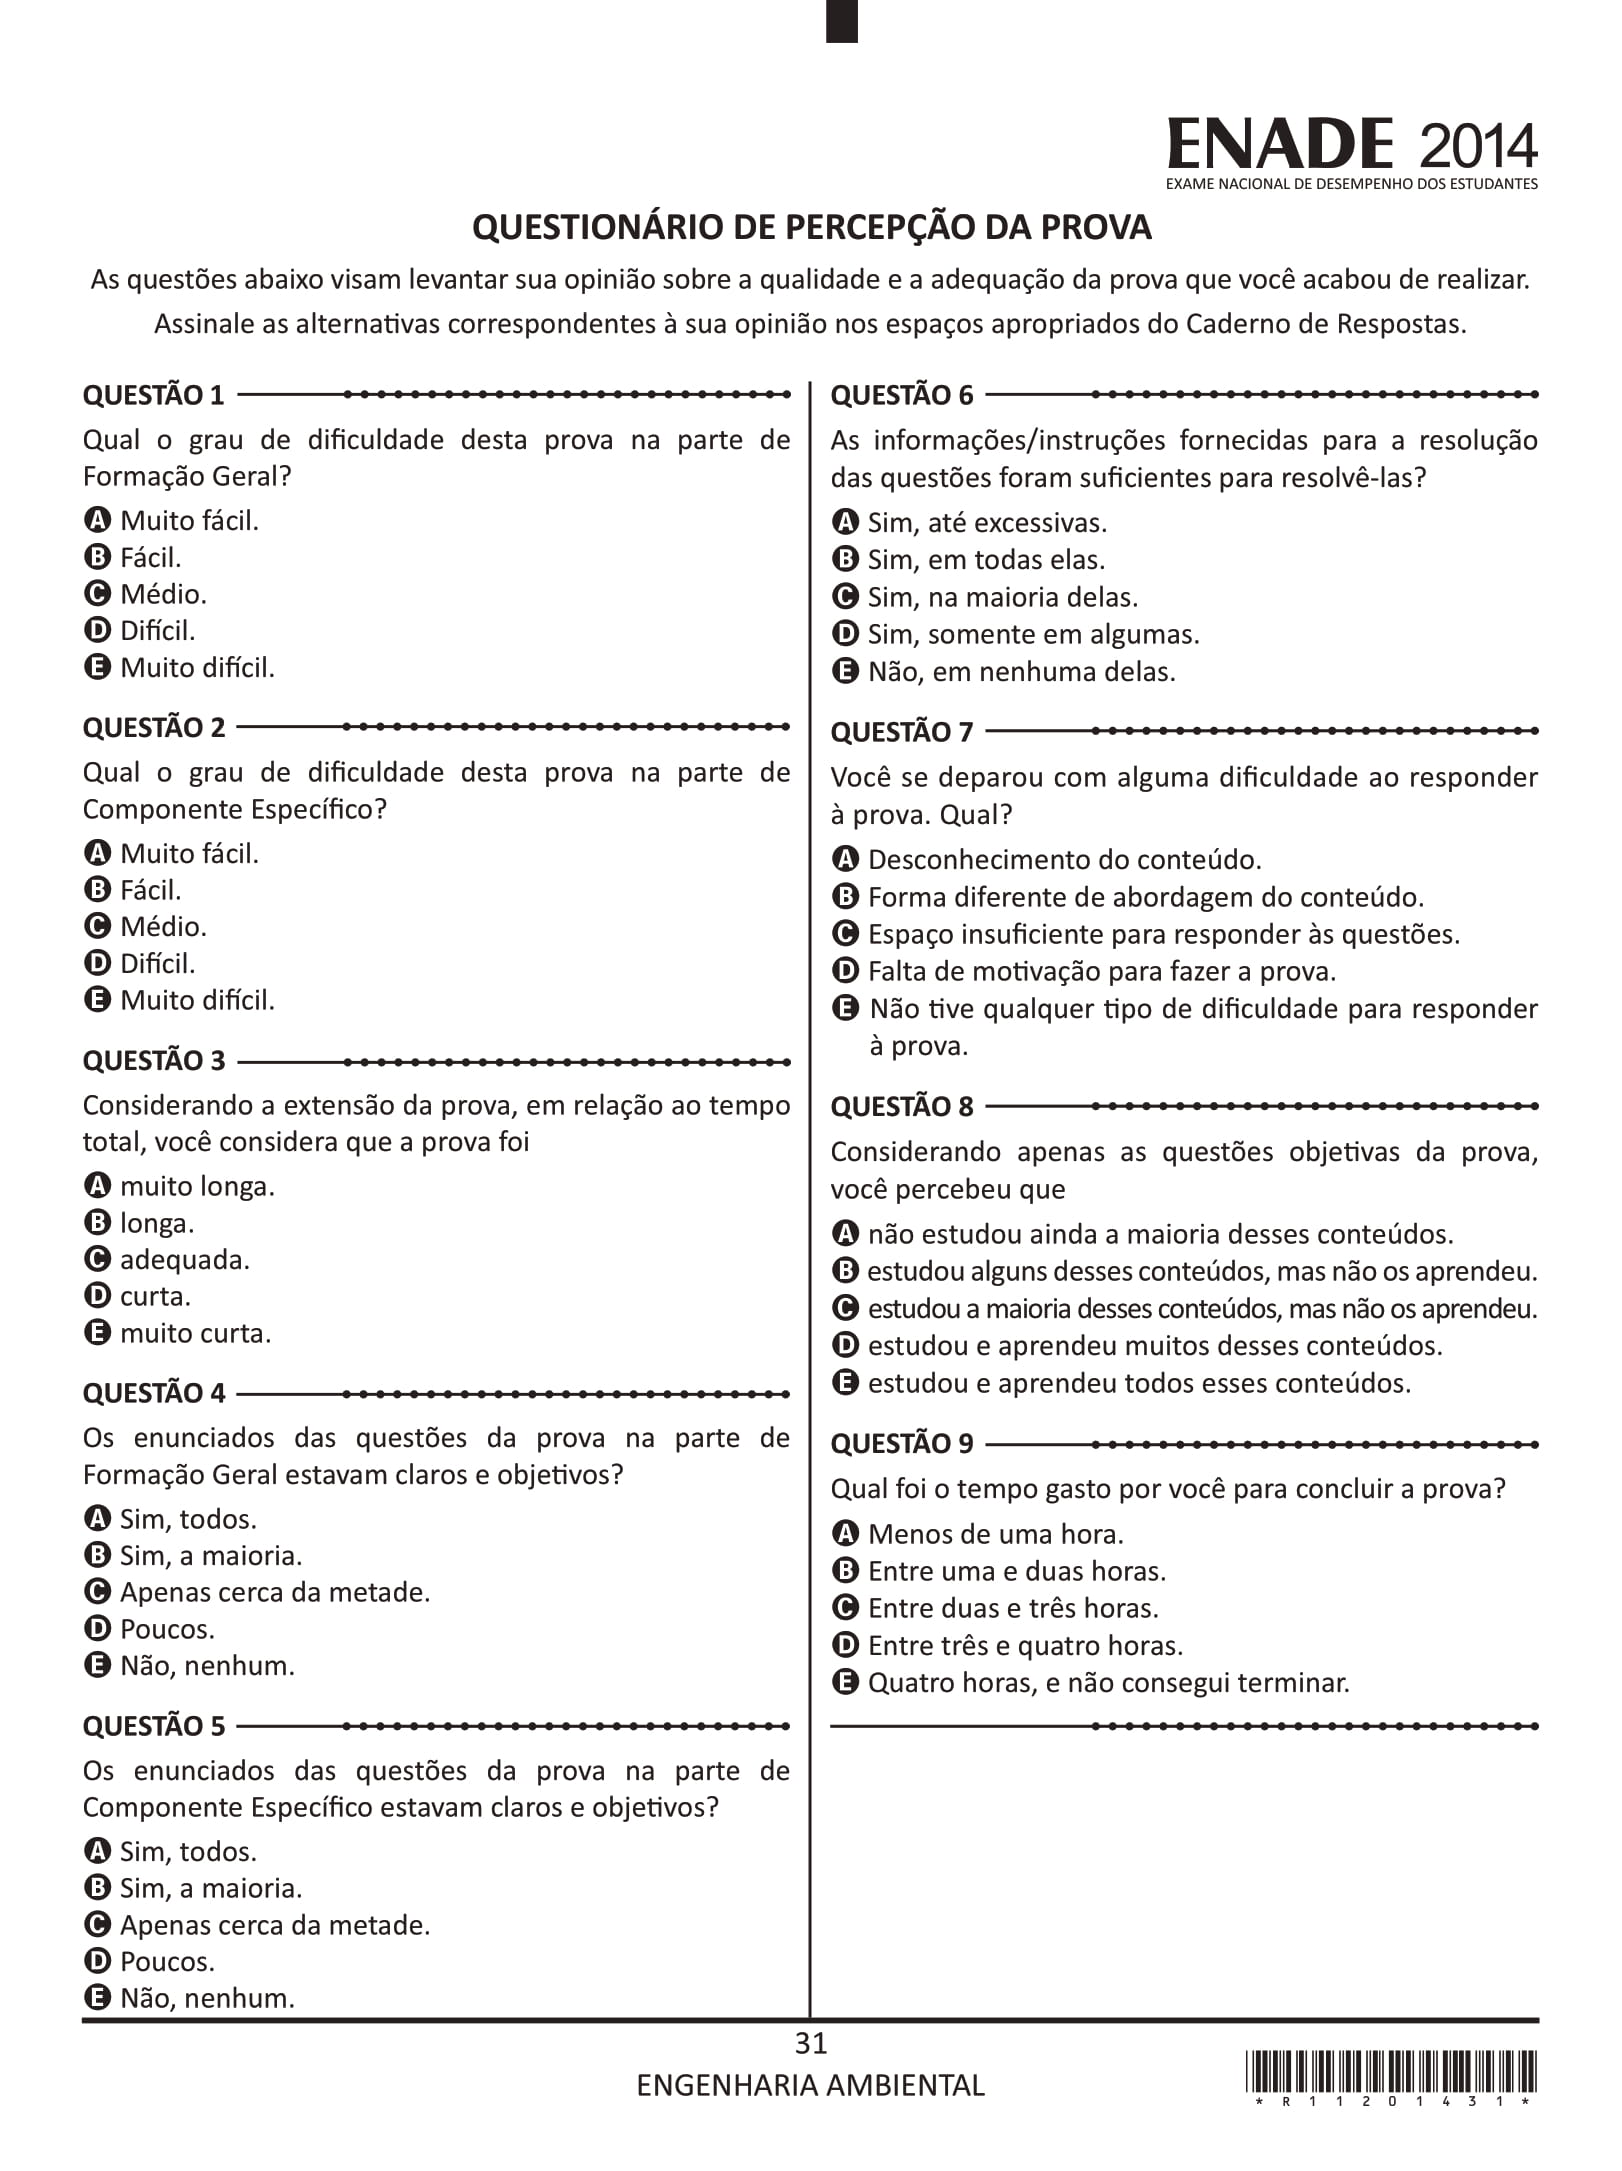 ENADE 2014
EXAME NACIONAL DE DESEMPENHO DOS ESTUDANTES
QUESTIONÁRIO DE PERCEPÇÃO DA PROVA
As questões abaixo visam levantar sua opinião sobre a qualidade e a adequação da prova que você acabou de realizar.
Assinale as alternativas correspondentes à sua opinião nos espaços apropriados do Caderno de Respostas.
QUESTÃO 1
Qual o grau de dificuldade desta prova na parte de
Formação Geral?
A Muito fácil.
B Fácil.
C Médio.
D Difícil.
E Muito difícil.
QUESTÃO 2
Qual o grau de dificuldade desta prova na parte de
Componente Específico?
A Muito fácil.
B Fácil.
C Médio.
D Difícil.
E Muito difícil.
QUESTÃO 3
Considerando a extensão da prova, em relação ao tempo
total, você considera que a prova foi
A muito longa.
B longa.
C adequada.
D curta.
E muito curta.
QUESTÃO 4
Os enunciados das questões da prova na parte de
Formação Geral estavam claros e objetivos?
A Sim, todos.
B Sim, a maioria.
C Apenas cerca da metade.
D Poucos.
E Não, nenhum.
QUESTÃO 5
Os enunciados das questões da prova na parte de
Componente Específico estavam claros e objetivos?
A Sim, todos.
B Sim, a maioria.
C Apenas cerca da metade.
D Poucos.
E Não, nenhum.
QUESTÃO 6
As informações/instruções fornecidas para a resolução
das questões foram suficientes para resolvê-las?
A Sim, até excessivas.
B Sim, em todas elas.
C Sim, na maioria delas.
D Sim, somente em algumas.
E Não, em nenhuma delas.
QUESTÃO 7
Você se deparou com alguma dificuldade ao responder
à prova. Qual?
A Desconhecimento do conteúdo.
B Forma diferente de abordagem do conteúdo.
C Espaço insuficiente para responder às questões.
D Falta de motivação para fazer a prova.
E Não tive qualquer tipo de dificuldade para responder
à prova.
QUESTÃO 8
Considerando apenas as questões objetivas da prova,
você percebeu que
A não estudou ainda a maioria desses conteúdos.
B estudou alguns desses conteúdos, mas não os aprendeu.
C estudou a maioria desses conteúdos, mas não os aprendeu.
D estudou e aprendeu muitos desses conteúdos.
E estudou e aprendeu todos esses conteúdos.
QUESTÃO 9
Qual foi o tempo gasto por você para concluir a prova?
A Menos de uma hora.
B Entre uma e duas horas.
C Entre duas e três horas.
D Entre três e quatro horas.
E Quatro horas, e não consegui terminar.
31
ENGENHARIA AMBIENTAL
*R11201431*